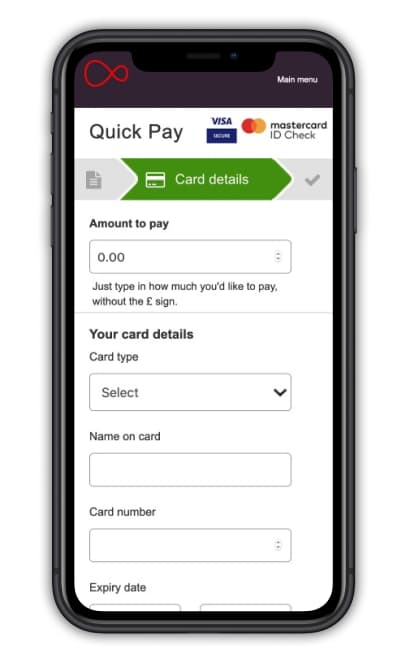 Main menu
Quick Pay
VISA
SECURE
mastercard
ID Check
Card details
Amount to pay
0.00
Just type in how much you'd like to pay,
without the £ sign.
Your card details
Card type
Select
Name on card
Card number
Expiry date